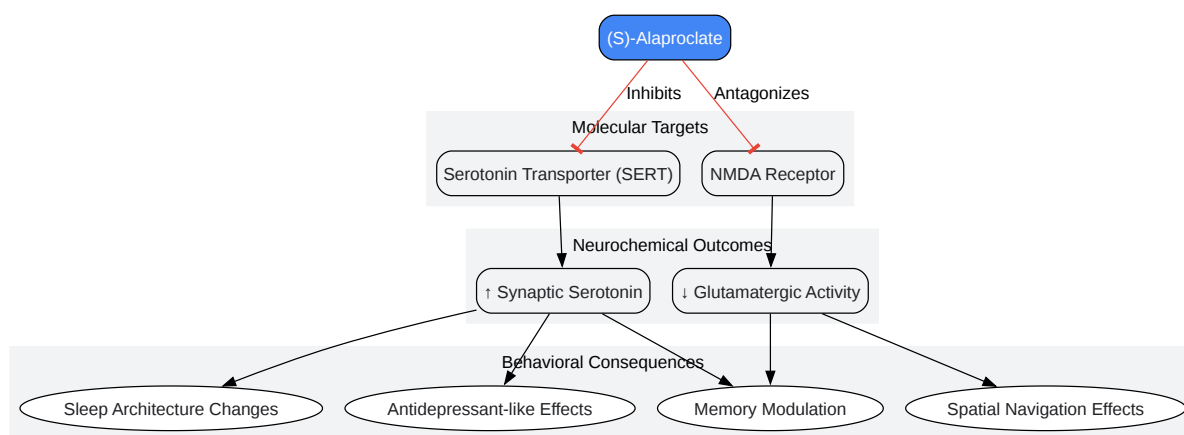 (S)-Alaproclate
Inhibits
Antagonizes
Molecular Targets
Serotonin Transporter (SERT)
NMDA Receptor
Neurochemical Outcomes
↑ Synaptic Serotonin
↓ Glutamatergic Activity
Behavioral Consequences
Sleep Architecture Changes
Antidepressant-like Effects
Memory Modulation
Spatial Navigation Effects